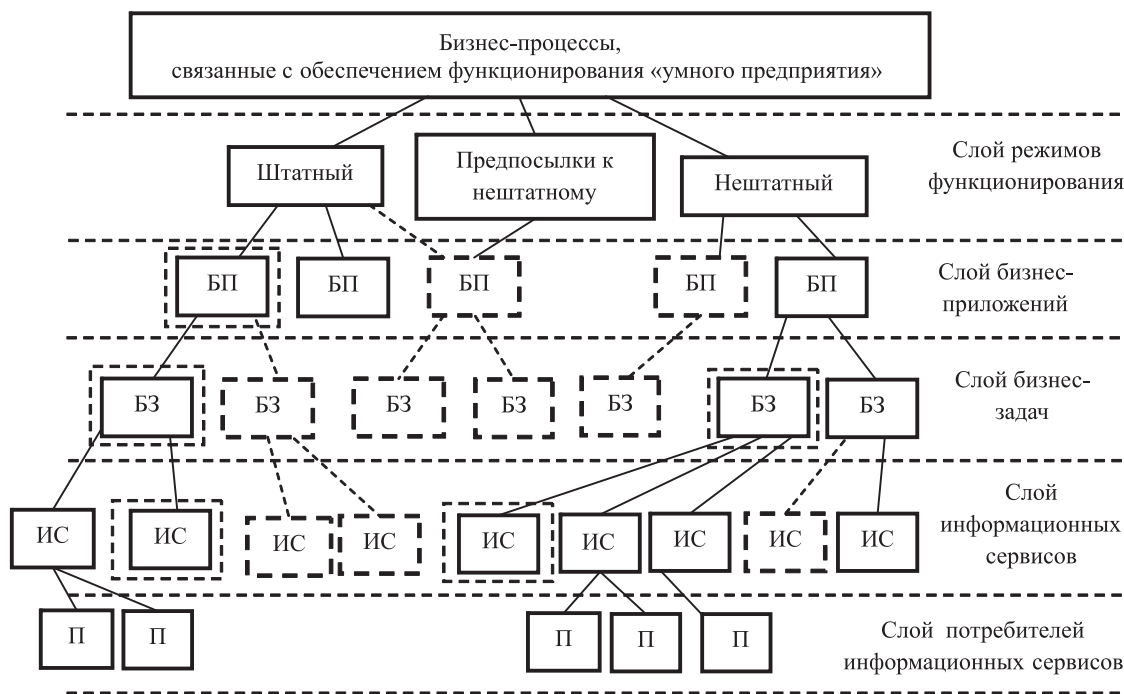 Бизнес-процессы,
связанные с обеспечением функционирования «умного предприятия»
Слой режимов
функционирования
Штатный
Предпосылки к
нештатному
Нештатный
БП
БП
БП
БП
БП
Слой бизнес-
приложений
БЗ
БЗ
БЗ
БЗ
БЗ
БЗ
БЗ
Слой бизнес-
задач
ИС
ИС
ИС
ИС
ИС
ИС
ИС
ИС
ИС
Слой
информационных
сервисов
П
П
П
П
П
Слой потребителей
информационных сервисов